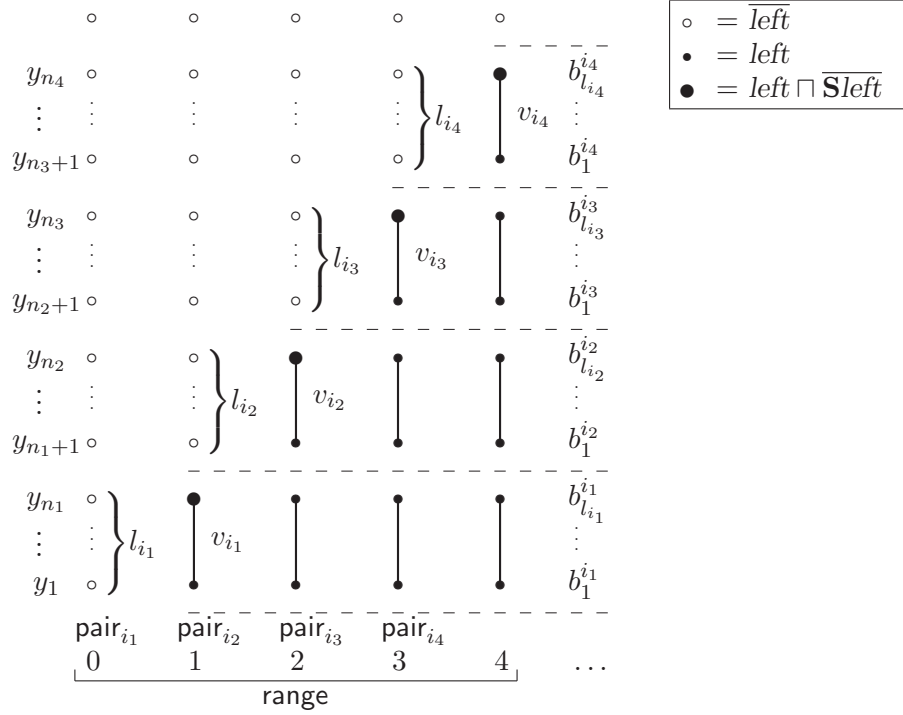 ○ = \overline{left}
• = left
● = left ⊓ \overline{\mathbf{S}left}
y_{n_4} l_{i_4} v_{i_4} b^{i_4}_{l_{i_4}}
⋮ ⋮ ⋮ ⋮ ⋮ ⋮
y_{n_3+1} b^{i_4}_1
y_{n_3} l_{i_3} v_{i_3} b^{i_3}_{l_{i_3}}
⋮ ⋮ ⋮ ⋮ ⋮
y_{n_2+1} b^{i_3}_1
y_{n_2} l_{i_2} v_{i_2} b^{i_2}_{l_{i_2}}
⋮ ⋮ ⋮ ⋮
y_{n_1+1} b^{i_2}_1
y_{n_1} l_{i_1} v_{i_1} b^{i_1}_{l_{i_1}}
⋮ ⋮ ⋮
y_1 b^{i_1}_1
pair_{i_1} pair_{i_2} pair_{i_3} pair_{i_4}
0 1 2 3 4 ...
range